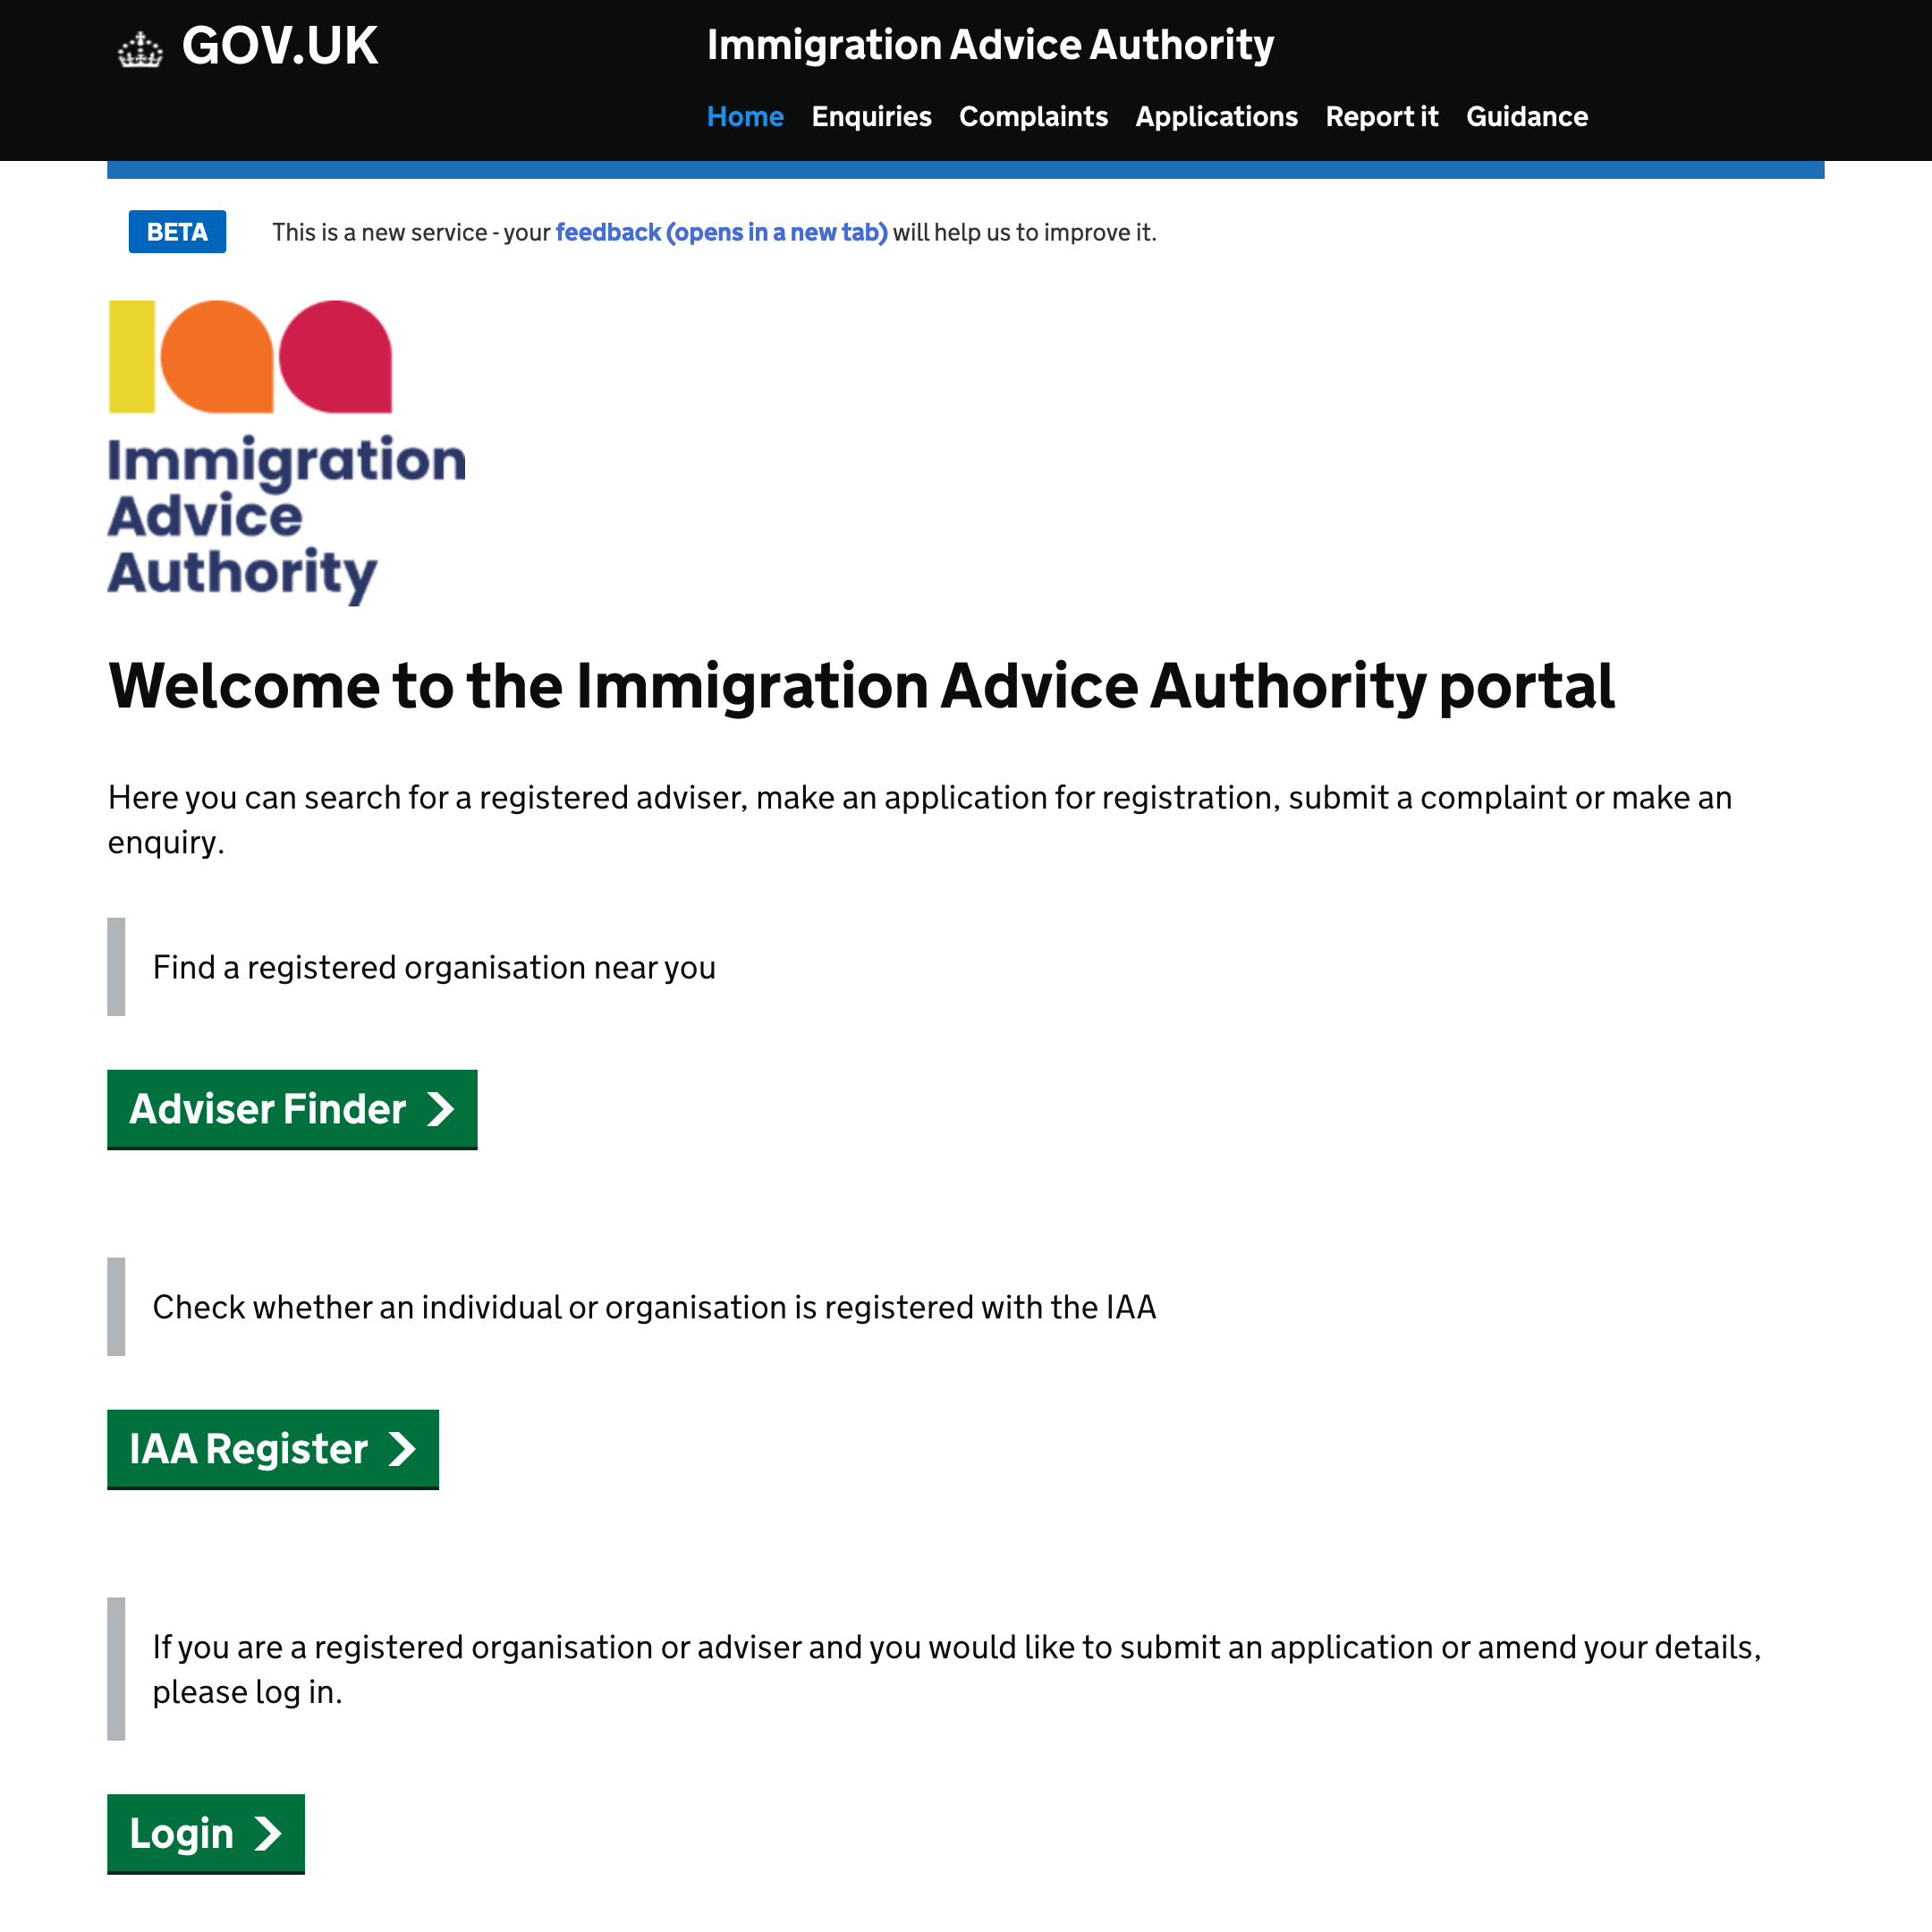 GOV.UK
Immigration Advice Authority
Home Enquiries Complaints Applications Report it Guidance
BETA This is a new service - your feedback (opens in a new tab) will help us to improve it.
Immigration
Advice
Authority
Welcome to the Immigration Advice Authority portal
Here you can search for a registered adviser, make an application for registration, submit a complaint or make an
enquiry.
Find a registered organisation near you
Adviser Finder
Check whether an individual or organisation is registered with the IAA
IAA Register
If you are a registered organisation or adviser and you would like to submit an application or amend your details,
please log in.
Login